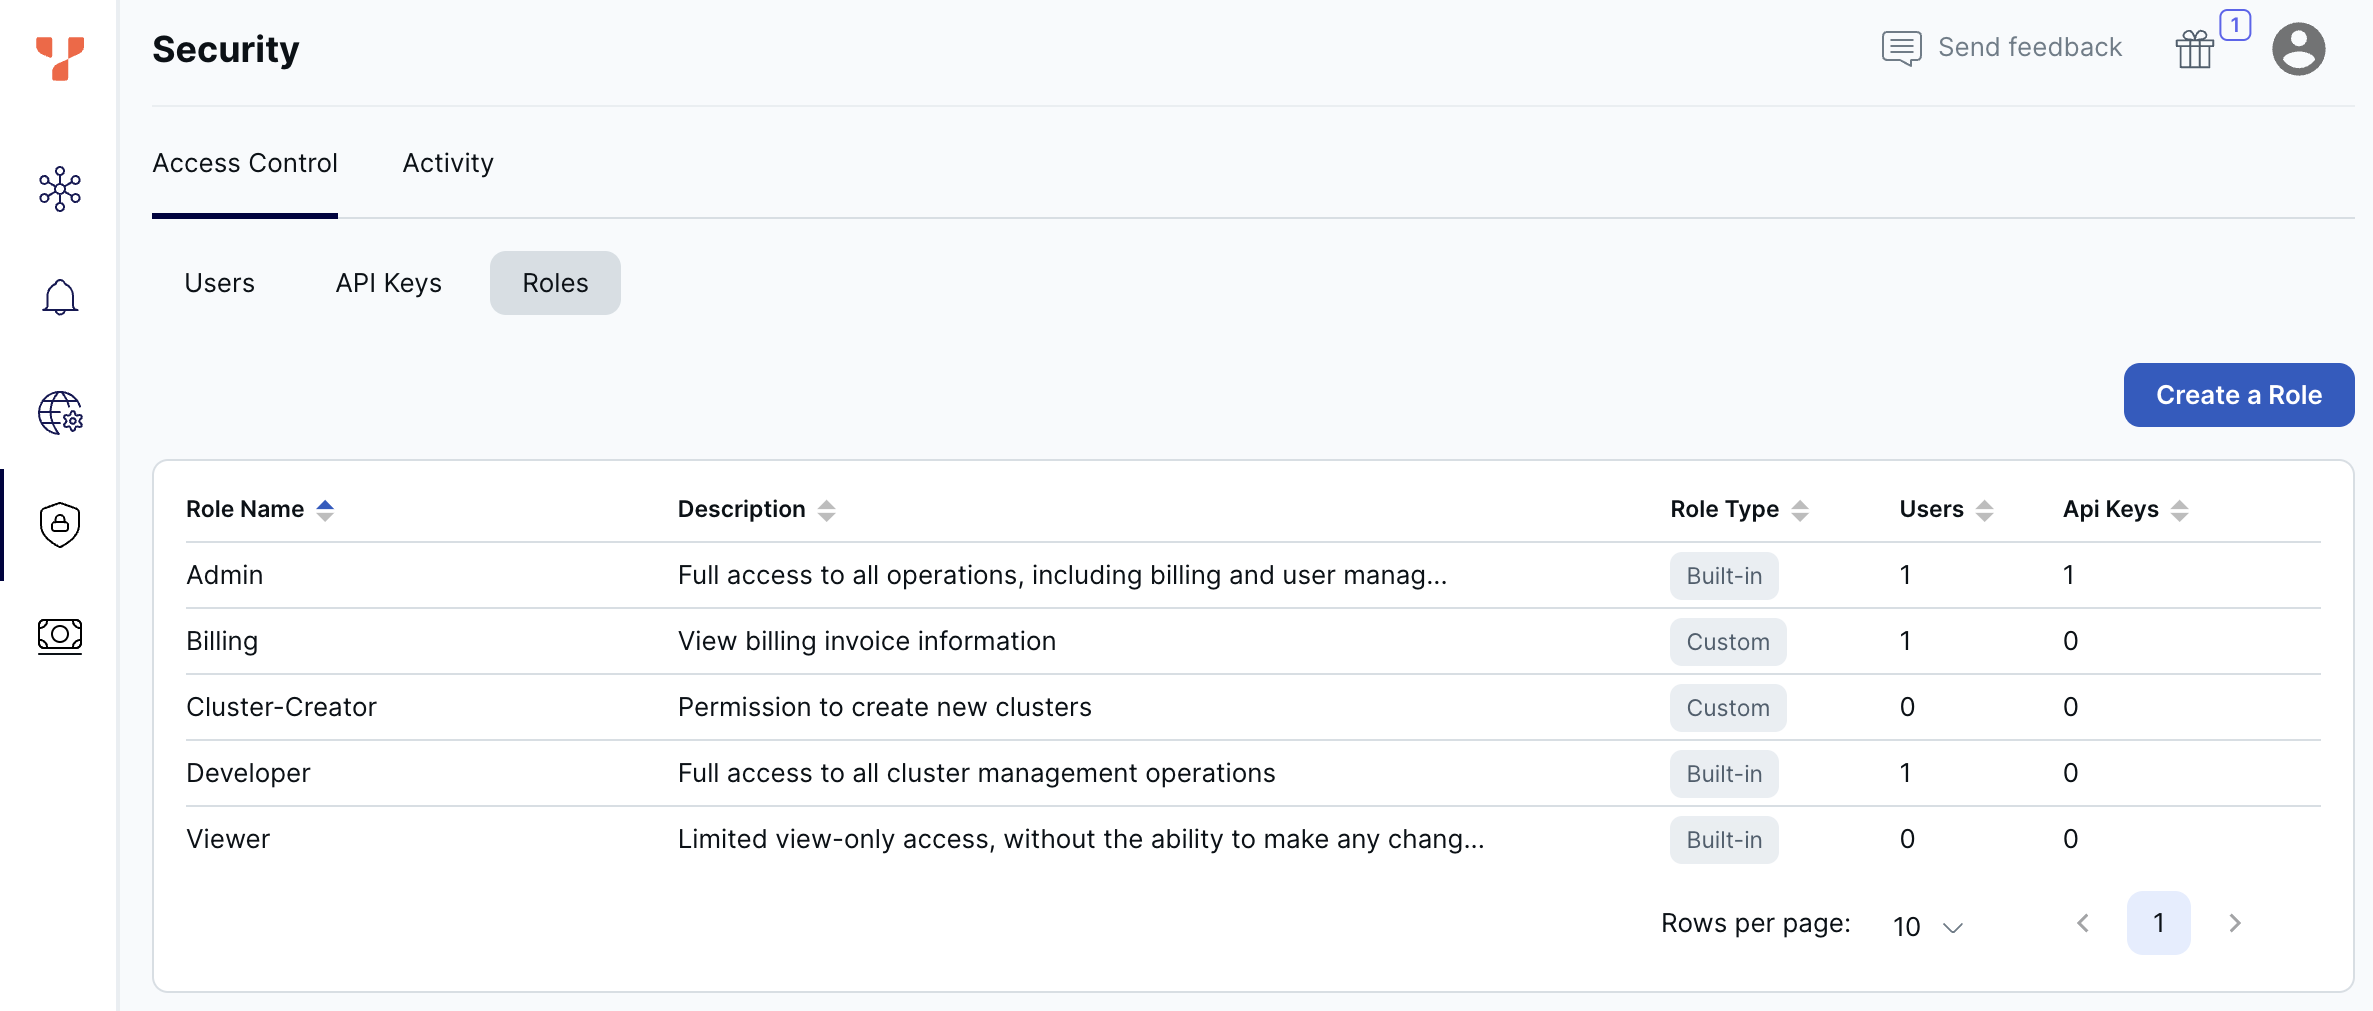 Security
Send feedback
1
Access Control Activity
Users API Keys Roles
Create a Role
Role Name Description Role Type Users Api Keys
Admin Full access to all operations, including billing and user manag... Built-in 1 1
Billing View billing invoice information Custom 1 0
Cluster-Creator Permission to create new clusters Custom 0 0
Developer Full access to all cluster management operations Built-in 1 0
Viewer Limited view-only access, without the ability to make any chang... Built-in 0 0
Rows per page: 10 1